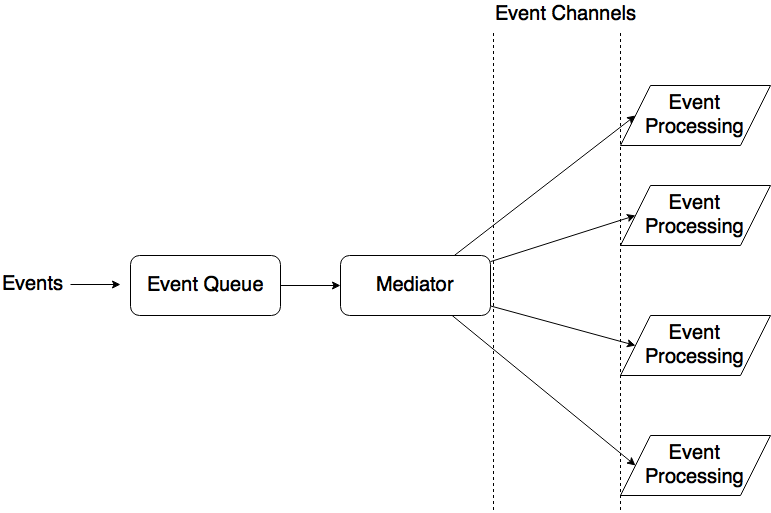 Event Channels
Event
Processing
Event
Processing
Events
Event Queue
Mediator
Event
Processing
Event
Processing